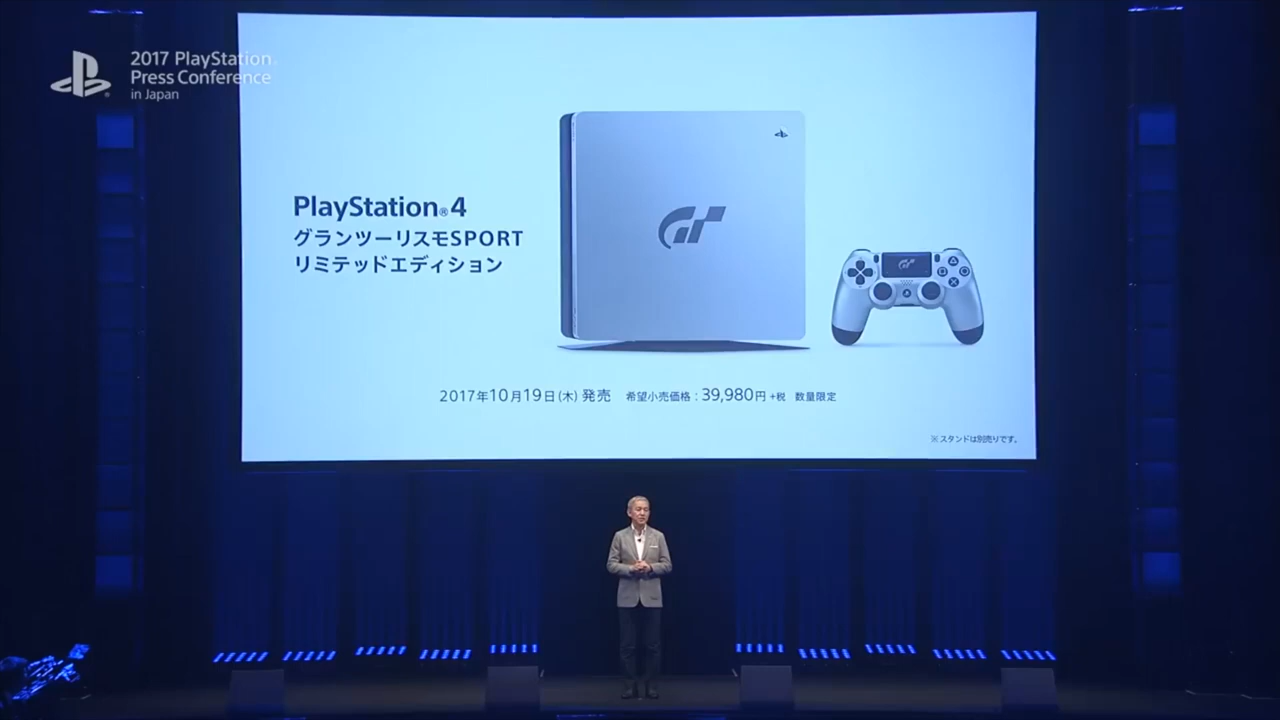 2017 PlayStation®
Press Conference
in Japan
PlayStation®4
グランツーリスモSPORT
リミテッドエディション
GT
GT
2017年10月19日(木) 発売 希望小売価格：39,980円 +税 数量限定
※ スタンドは別売りです。